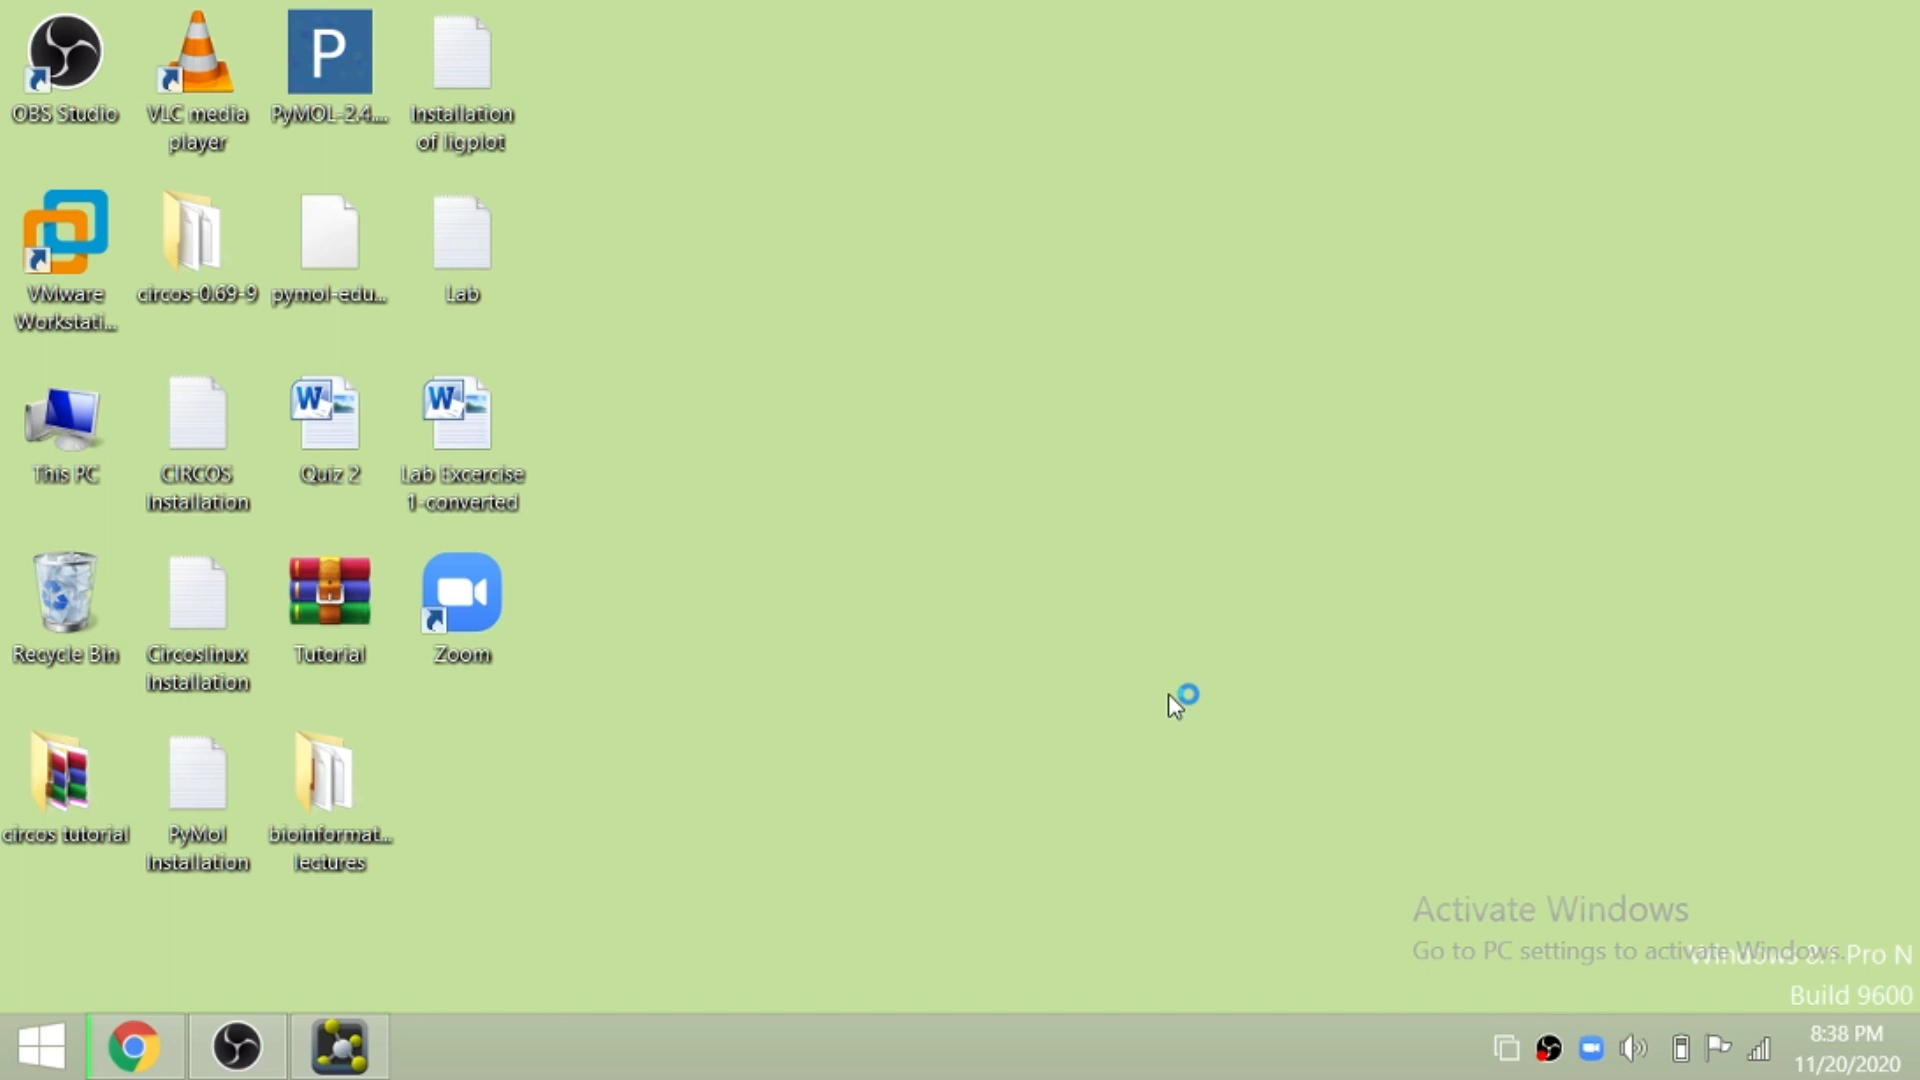 OBS Studio
VLC media
player
P
PyMOL-2.4....
Installation
of ligplot
VMware
Workstati...
circos-0.69-9
pymol-edu...
Lab
This PC
CIRCOS
Installation
W
Quiz 2
W
Lab Excercise
1-converted
Recycle Bin
Circoslinux
Installation
Tutorial
Zoom
circos tutorial
PyMol
Installation
bioinformat...
lectures
Activate Windows
Go to PC settings to activate Windows.
Windows 8.1 Pro N
Build 9600
8:38 PM
11/20/2020